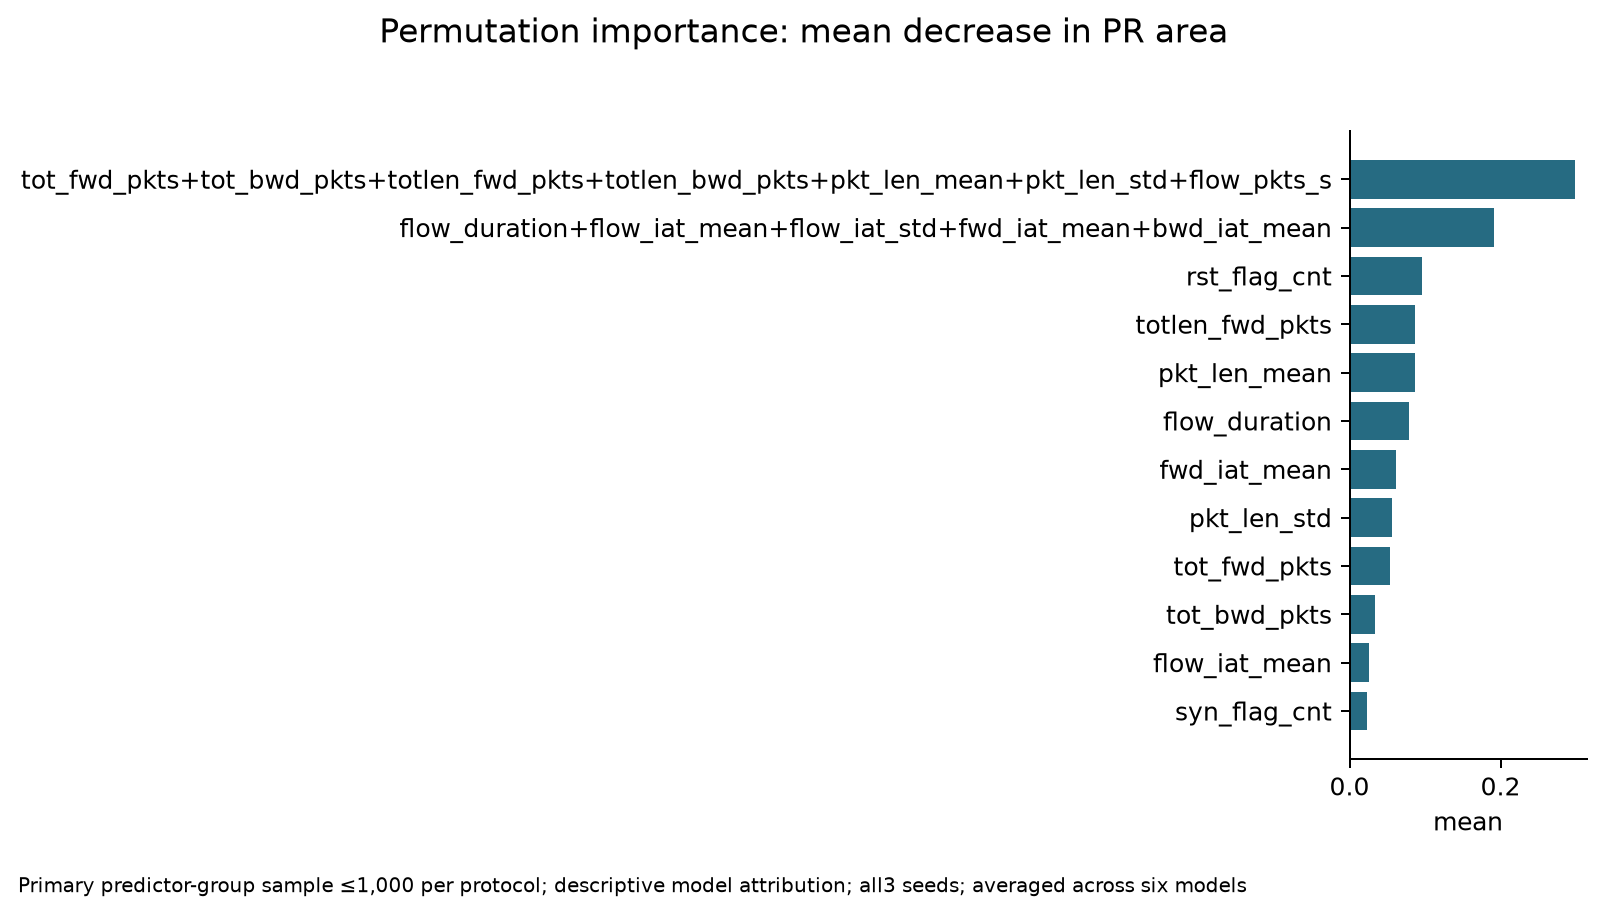 Permutation importance: mean decrease in PR area
tot_fwd_pkts+tot_bwd_pkts+totlen_fwd_pkts+totlen_bwd_pkts+pkt_len_mean+pkt_len_std+flow_pkts_s
flow_duration+flow_iat_mean+flow_iat_std+fwd_iat_mean+bwd_iat_mean
rst_flag_cnt
totlen_fwd_pkts
pkt_len_mean
flow_duration
fwd_iat_mean
pkt_len_std
tot_fwd_pkts
tot_bwd_pkts
flow_iat_mean
syn_flag_cnt
0.0 0.2
mean
Primary predictor-group sample ≤1,000 per protocol; descriptive model attribution; all3 seeds; averaged across six models